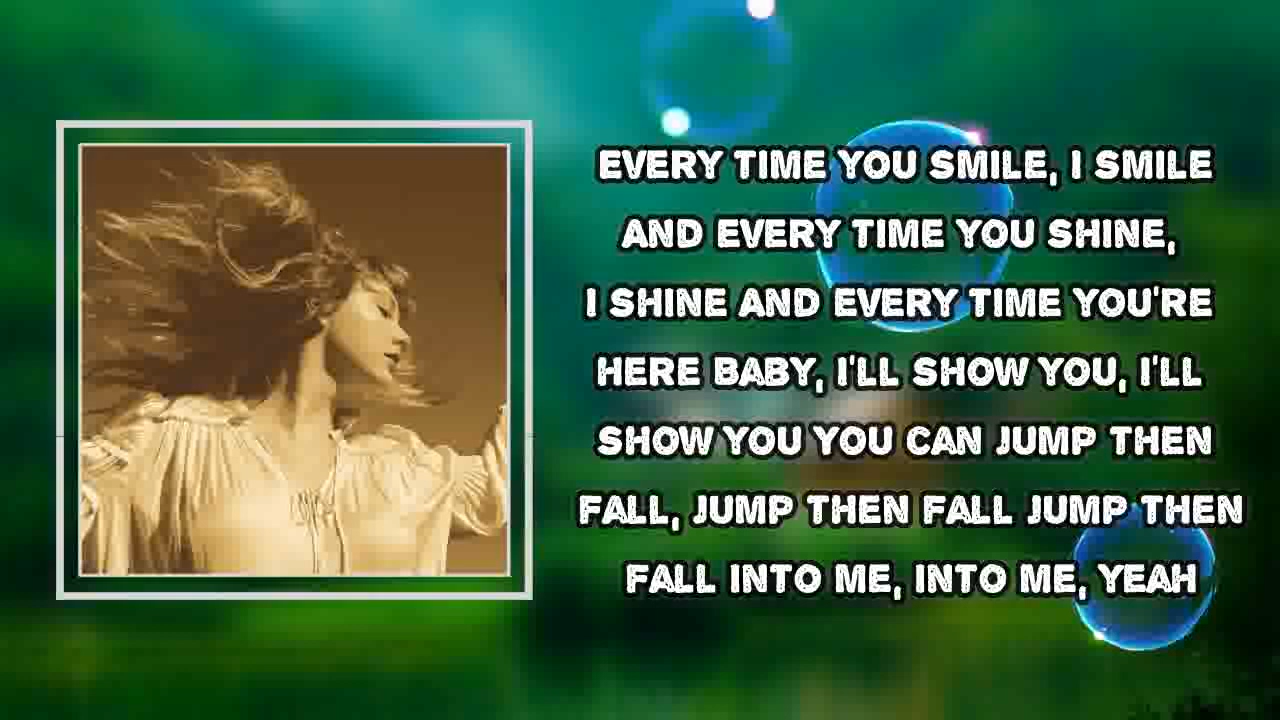 EVERY TIME YOU SMILE, I SMILE
AND EVERY TIME YOU SHINE,
I SHINE AND EVERY TIME YOU'RE
HERE BABY, I'LL SHOW YOU, I'LL
SHOW YOU YOU CAN JUMP THEN
FALL, JUMP THEN FALL JUMP THEN
FALL INTO ME, INTO ME, YEAH